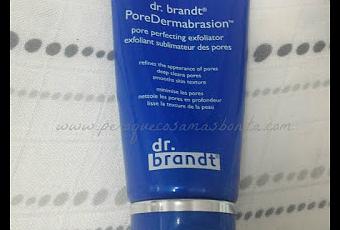 dr. brandt®
PoreDermabrasion™
pore perfecting exfoliator
exfoliant sublimateur des pores
refines the appearance of pores
deep cleans pores
smooths skin texture
minimise les pores
nettoie les pores en profondeur
lisse la texture de la peau
www.peroquecosamasbonita.com
dr.
brandt®